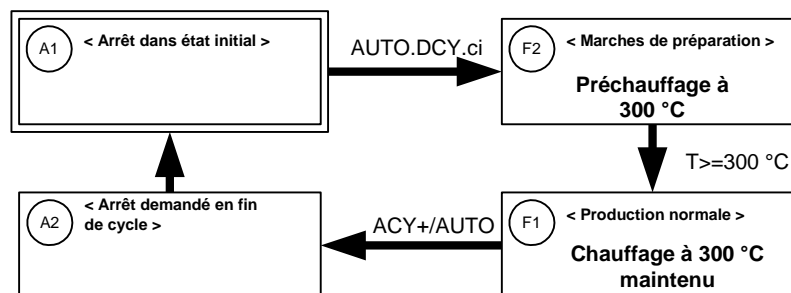 A1
< Arrêt dans état initial >
AUTO.DCY.ci
F2
< Marches de préparation >
Préchauffage à
300 °C
T>=300 °C
A2
< Arrêt demandé en fin
de cycle >
ACY+/AUTO
F1
< Production normale >
Chauffage à 300 °C
maintenu